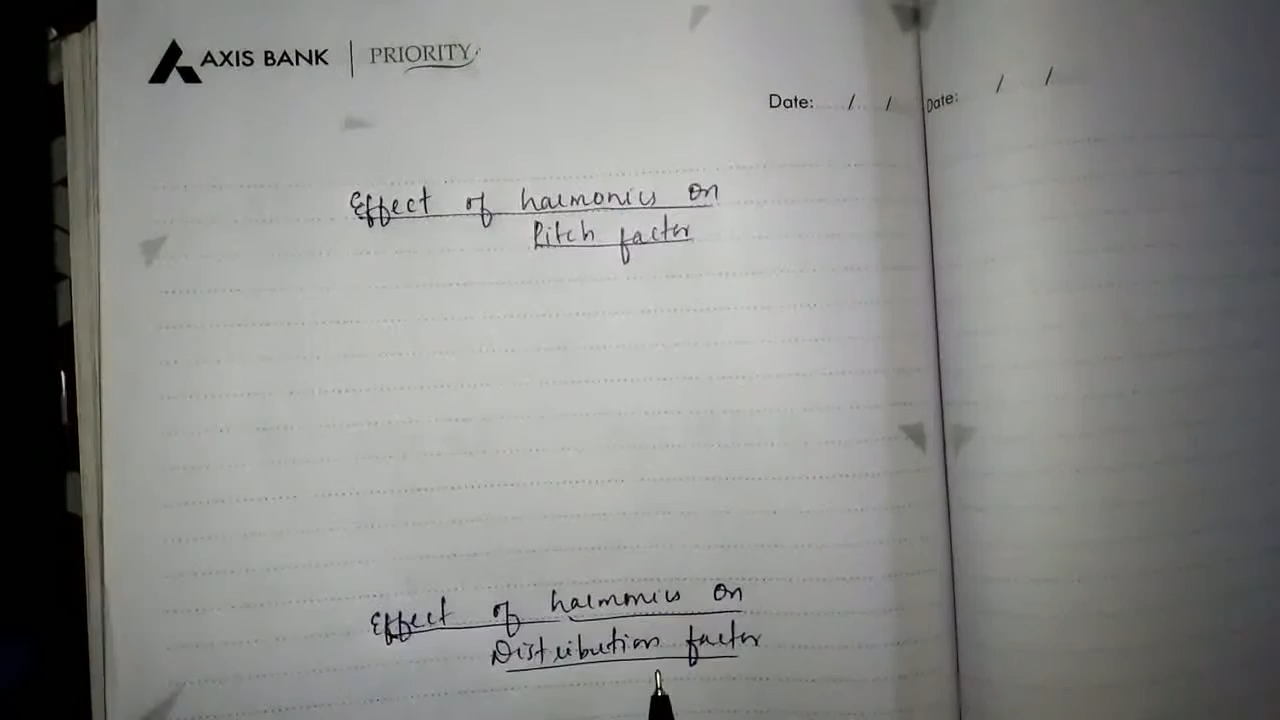 AXIS BANK | PRIORITY
Date: / /
Date: / /
Effect of harmonics on
Pitch factor
Effect of harmonics on
Distribution factor